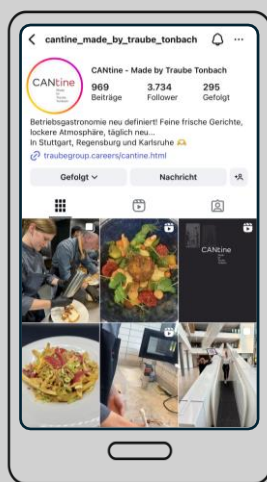 cantine_made_by_traube_tonbach
CANtine
CANtine - Made by Traube Tonbach
969 3.734 295
Beiträge Follower Gefolgt
Betriebsgastronomie neu definiert! Feine frische Gerichte,
lockere Atmosphäre, täglich neu...
In Stuttgart, Regensburg und Karlsruhe
traubegroup.careers/cantine.html
Gefolgt Nachricht
CANtine